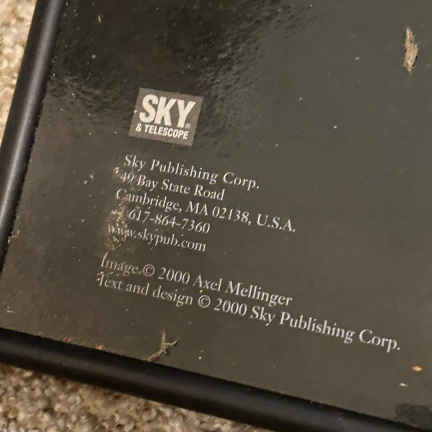 SKY
& TELESCOPE
Sky Publishing Corp.
49 Bay State Road
Cambridge, MA 02138, U.S.A.
617-864-7360
www.skypub.com
Image © 2000 Axel Mellinger
Text and design © 2000 Sky Publishing Corp.